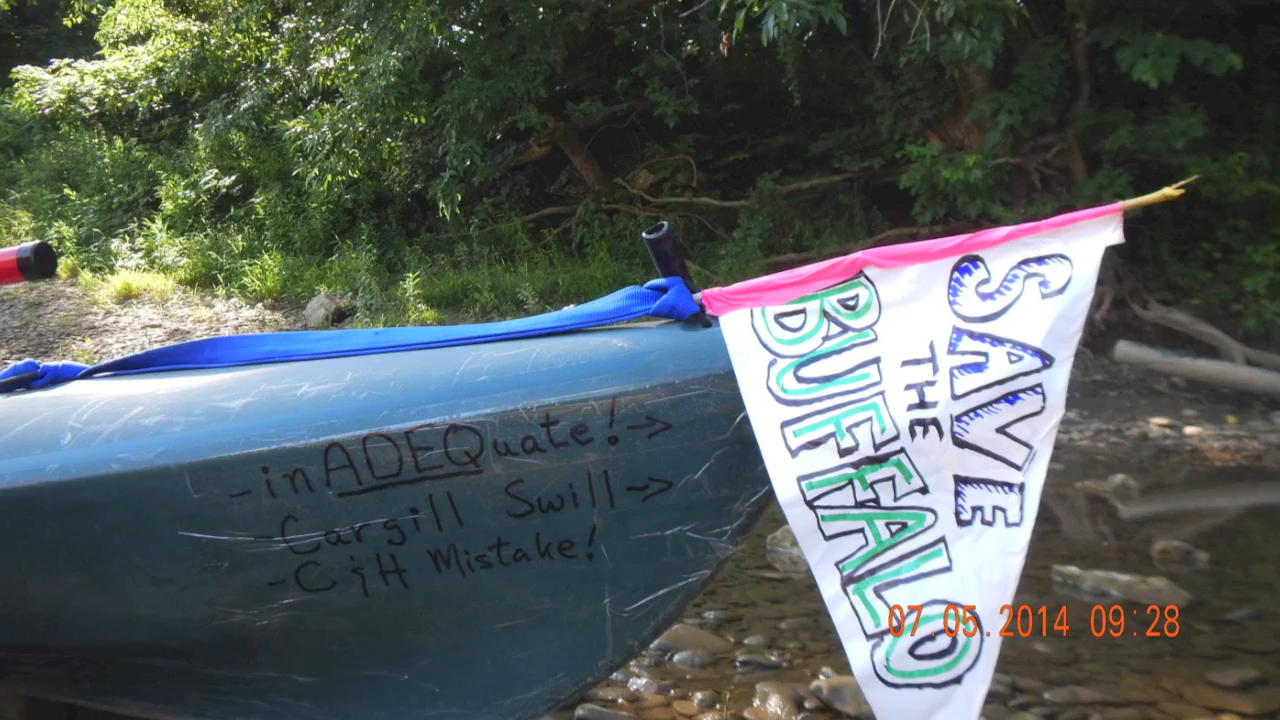 -inADEQuate!→
-Cargill Swill→
-C&H Mistake!
SAVE
THE
BUFFALO
07.05.2014 09:28